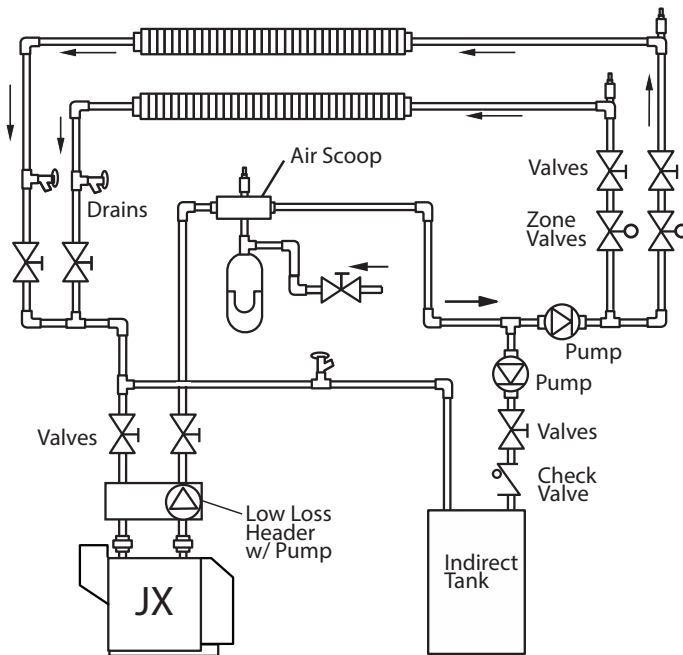 Air Scoop
Valves
Drains
Zone
Valves
Pump
Pump
Valves
Valves
Check
Valve
Low Loss
Header
w/ Pump
Indirect
Tank
JX